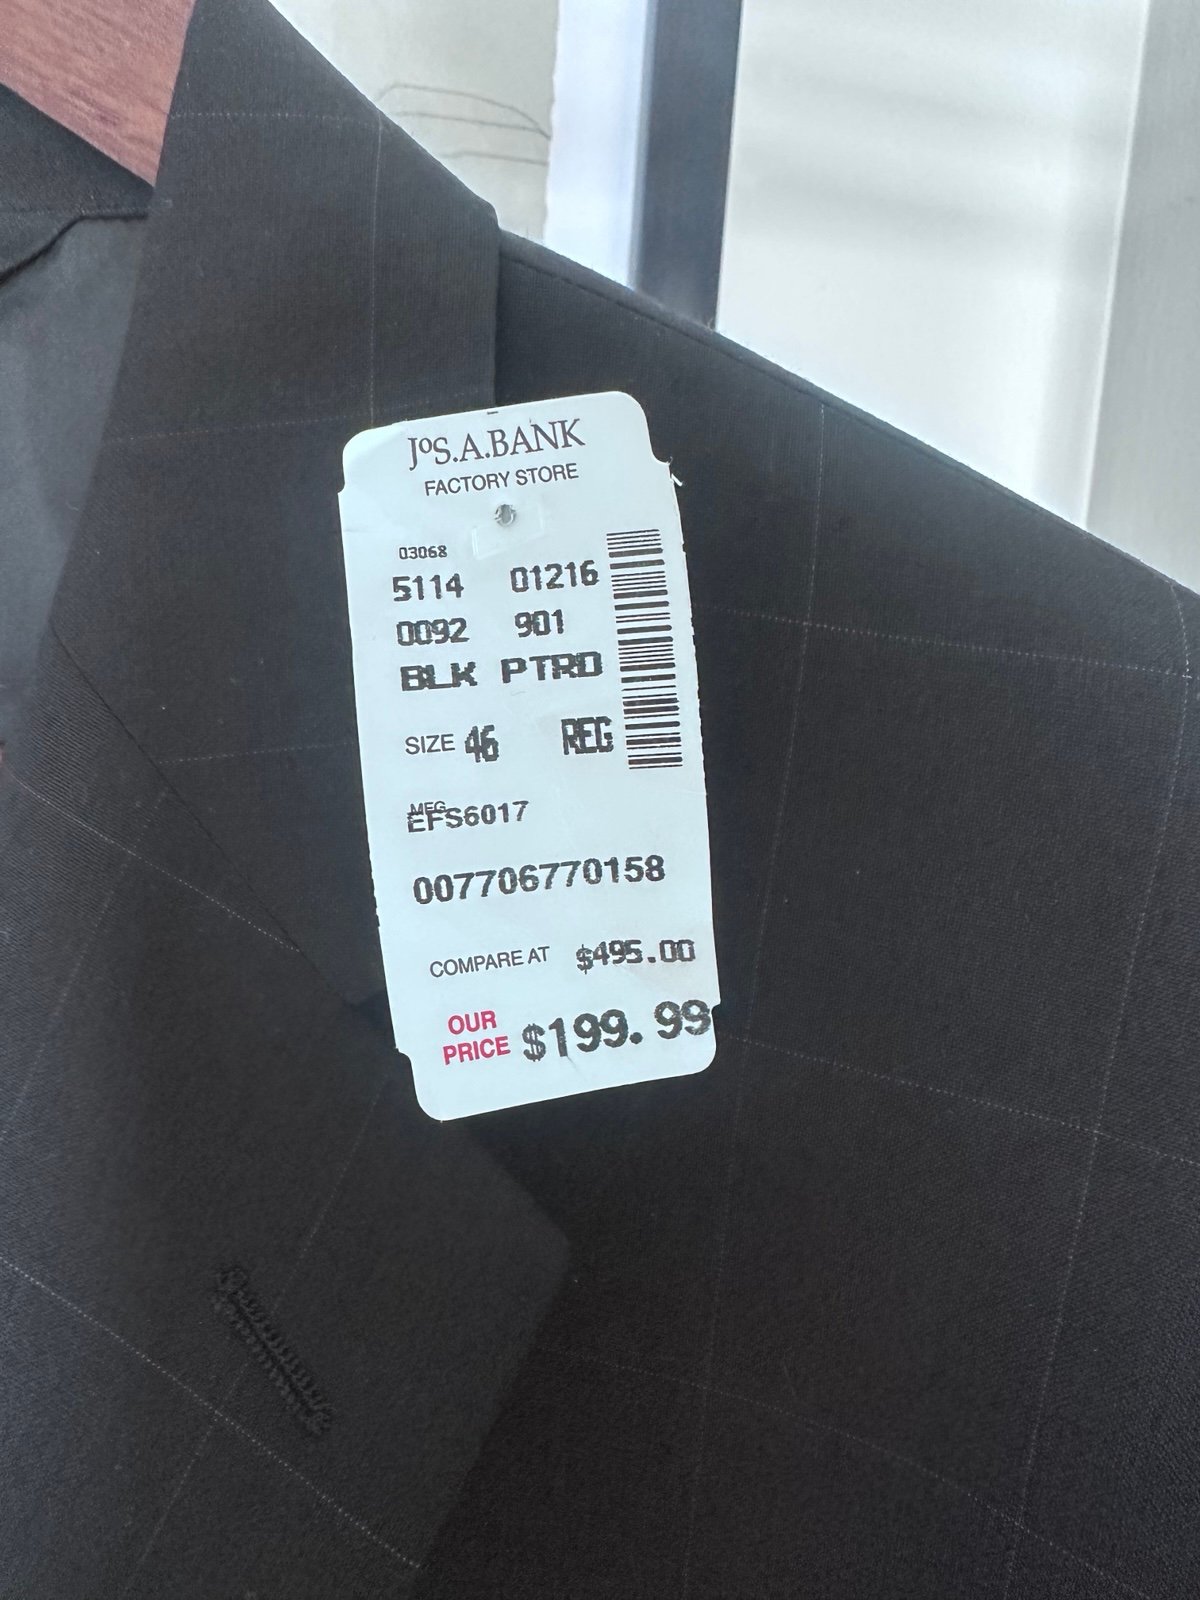 JOS.A.BANK
FACTORY STORE
03068
5114 01216
0092 901
BLK PTRD
SIZE 46 REG
MFG
EFS6017
007706770158
COMPARE AT $495.00
OUR PRICE $199.99